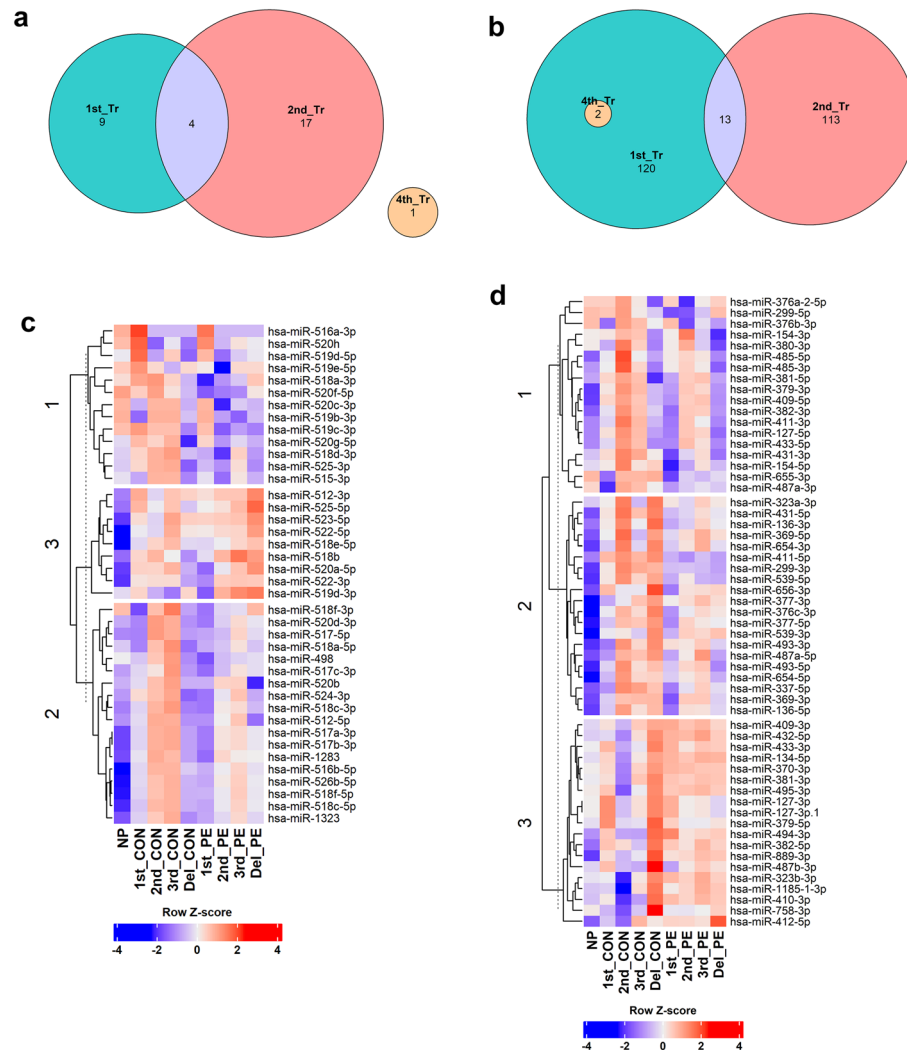 a
1st_Tr
9
4
2nd_Tr
17
4th_Tr
1
b
4th_Tr
2
1st_Tr
120
13
2nd_Tr
113
c
1
3
2
hsa-miR-516a-3p
hsa-miR-520h
hsa-miR-519d-5p
hsa-miR-519e-5p
hsa-miR-518a-3p
hsa-miR-520f-5p
hsa-miR-520c-3p
hsa-miR-519b-3p
hsa-miR-519c-3p
hsa-miR-520g-5p
hsa-miR-518d-3p
hsa-miR-525-3p
hsa-miR-515-3p
hsa-miR-512-3p
hsa-miR-525-5p
hsa-miR-523-5p
hsa-miR-522-5p
hsa-miR-518e-5p
hsa-miR-518b
hsa-miR-520a-5p
hsa-miR-522-3p
hsa-miR-519d-3p
hsa-miR-518f-3p
hsa-miR-520d-3p
hsa-miR-517-5p
hsa-miR-518a-5p
hsa-miR-498
hsa-miR-517c-3p
hsa-miR-520b
hsa-miR-524-3p
hsa-miR-518c-3p
hsa-miR-512-5p
hsa-miR-517a-3p
hsa-miR-517b-3p
hsa-miR-1283
hsa-miR-516b-5p
hsa-miR-526b-5p
hsa-miR-518f-5p
hsa-miR-518c-5p
hsa-miR-1323
NP
1st_CON
2nd_CON
3rd_CON
Del_CON
1st_PE
2nd_PE
3rd_PE
Del_PE
Row Z-score
-4 -2 0 2 4
d
1
2
3
hsa-miR-376a-2-5p
hsa-miR-299-5p
hsa-miR-376b-3p
hsa-miR-154-3p
hsa-miR-380-3p
hsa-miR-485-5p
hsa-miR-485-3p
hsa-miR-381-5p
hsa-miR-379-3p
hsa-miR-409-5p
hsa-miR-382-3p
hsa-miR-411-3p
hsa-miR-127-5p
hsa-miR-433-5p
hsa-miR-431-3p
hsa-miR-154-5p
hsa-miR-655-3p
hsa-miR-487a-3p
hsa-miR-323a-3p
hsa-miR-431-5p
hsa-miR-136-3p
hsa-miR-369-5p
hsa-miR-654-3p
hsa-miR-411-5p
hsa-miR-299-3p
hsa-miR-539-5p
hsa-miR-656-3p
hsa-miR-377-3p
hsa-miR-376c-3p
hsa-miR-377-5p
hsa-miR-539-3p
hsa-miR-493-3p
hsa-miR-487a-5p
hsa-miR-493-5p
hsa-miR-654-5p
hsa-miR-337-5p
hsa-miR-369-3p
hsa-miR-136-5p
hsa-miR-409-3p
hsa-miR-432-5p
hsa-miR-433-3p
hsa-miR-134-5p
hsa-miR-370-3p
hsa-miR-381-3p
hsa-miR-495-3p
hsa-miR-127-3p
hsa-miR-127-3p.1
hsa-miR-379-5p
hsa-miR-494-3p
hsa-miR-382-5p
hsa-miR-889-3p
hsa-miR-487b-3p
hsa-miR-323b-3p
hsa-miR-1185-1-3p
hsa-miR-410-3p
hsa-miR-758-3p
hsa-miR-412-5p
NP
1st_CON
2nd_CON
3rd_CON
Del_CON
1st_PE
2nd_PE
3rd_PE
Del_PE
Row Z-score
-4 -2 0 2 4